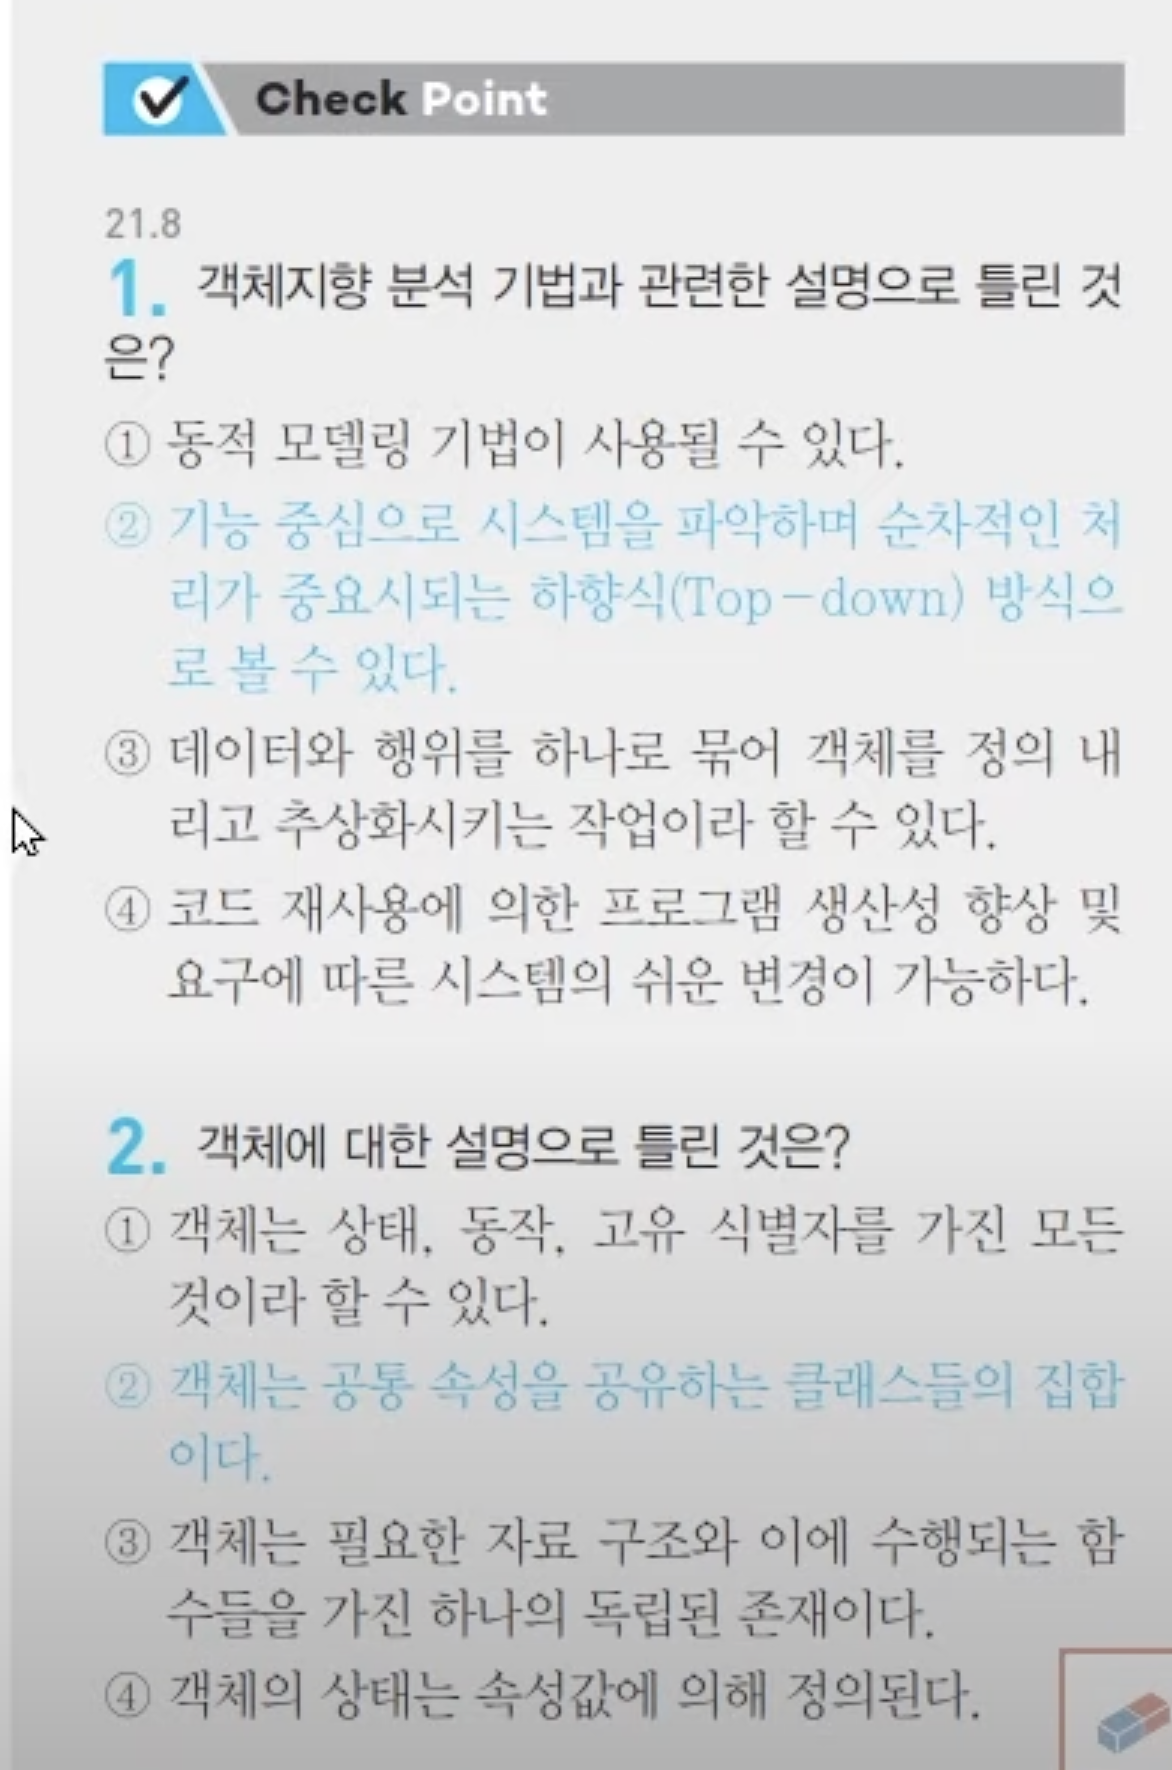 Check Point
21.8
1. 객체지향 분석 기법과 관련한 설명으로 틀린 것
은?
① 동적 모델링 기법이 사용될 수 있다.
② 기능 중심으로 시스템을 파악하며 순차적인 처
리가 중요시되는 하향식(Top-down) 방식으
로 볼 수 있다.
③ 데이터와 행위를 하나로 묶어 객체를 정의 내
리고 추상화시키는 작업이라 할 수 있다.
④ 코드 재사용에 의한 프로그램 생산성 향상 및
요구에 따른 시스템의 쉬운 변경이 가능하다.
2. 객체에 대한 설명으로 틀린 것은?
① 객체는 상태, 동작, 고유 식별자를 가진 모든
것이라 할 수 있다.
② 객체는 공통 속성을 공유하는 클래스들의 집합
이다.
③ 객체는 필요한 자료 구조와 이에 수행되는 함
수들을 가진 하나의 독립된 존재이다.
④ 객체의 상태는 속성값에 의해 정의된다.